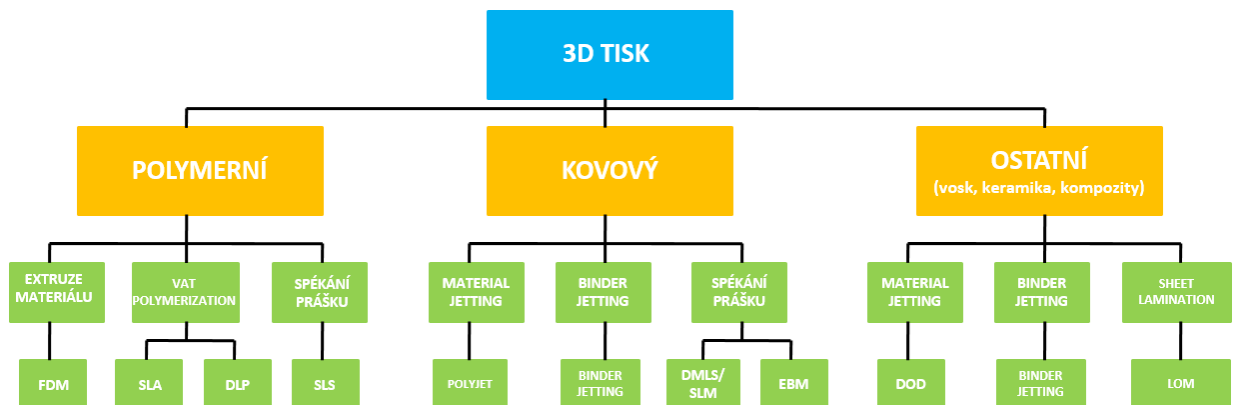 3D TISK
POLYMERNÍ
KOVOVÝ
OSTATNÍ
(vosk, keramika, kompozity)
EXTRUZE
MATERIÁLU
VAT
POLYMERIZATION
SPÉKÁNÍ
PRÁŠKU
MATERIAL
JETTING
BINDER
JETTING
SPÉKÁNÍ
PRÁŠKU
MATERIAL
JETTING
BINDER
JETTING
SHEET
LAMINATION
FDM
SLA
DLP
SLS
POLYJET
BINDER
JETTING
DMLS/
SLM
EBM
DOD
BINDER
JETTING
LOM